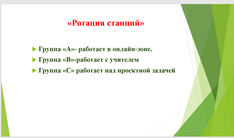 «Ротация станций»
Группа «А»- работает в онлайн-зоне.
Группа «В»-работает с учителем
Группа «С» работает над проектной задачей